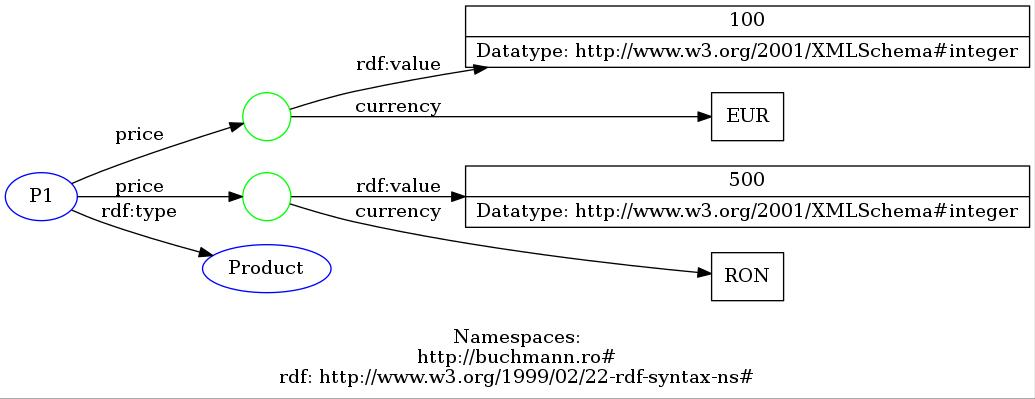 100
Datatype: http://www.w3.org/2001/XMLSchema#integer
rdf:value
currency
EUR
price
P1
price
rdf:type
rdf:value
currency
500
Datatype: http://www.w3.org/2001/XMLSchema#integer
Product
RON
Namespaces:
http://buchmann.ro#
rdf: http://www.w3.org/1999/02/22-rdf-syntax-ns#